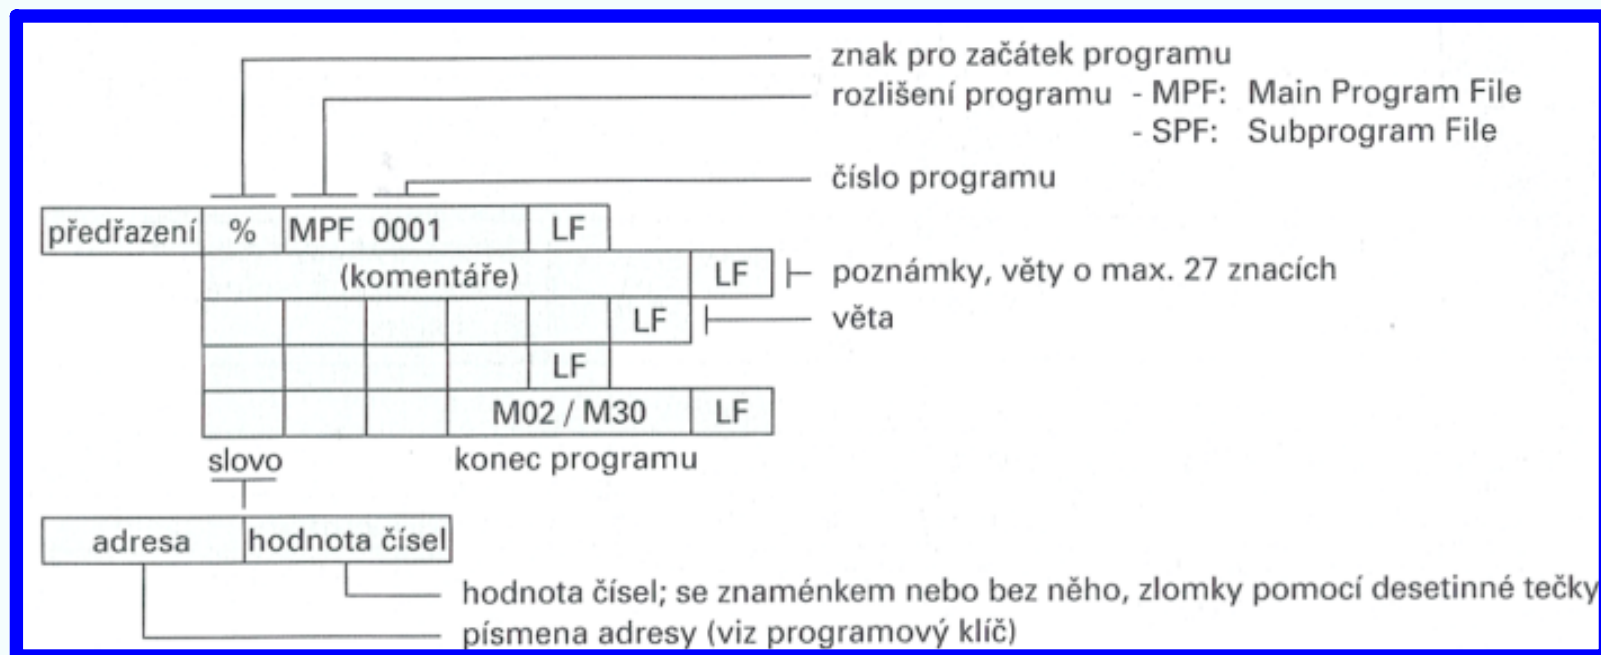 znak pro začátek programu
rozlišení programu - MPF: Main Program File
- SPF: Subprogram File
číslo programu
předřazení % MPF 0001 LF
(komentáře) LF poznámky, věty o max. 27 znacích
LF věta
LF
M02 / M30 LF
slovo konec programu
adresa hodnota čísel
hodnota čísel; se znaménkem nebo bez něho, zlomky pomocí desetinné tečky
písmena adresy (viz programový klíč)